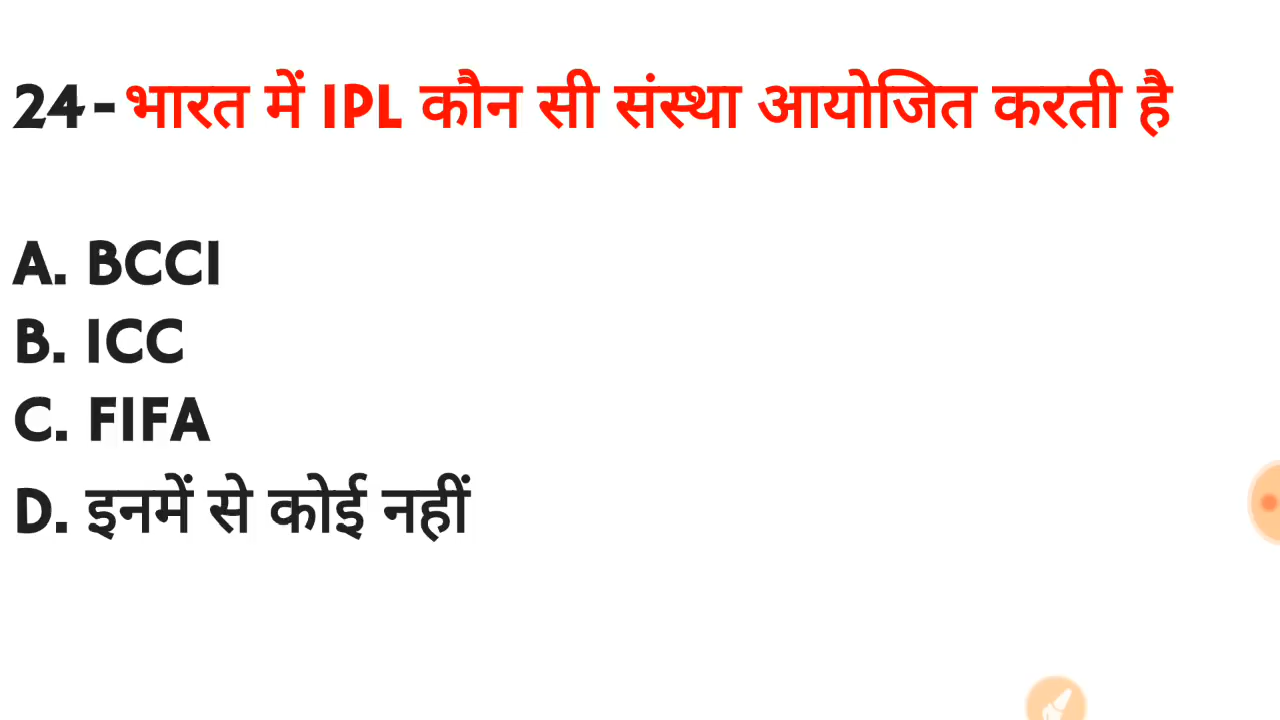 24-भारत में IPL कौन सी संस्था आयोजित करती है
A. BCCI
B. ICC
C. FIFA
D. इनमें से कोई नहीं